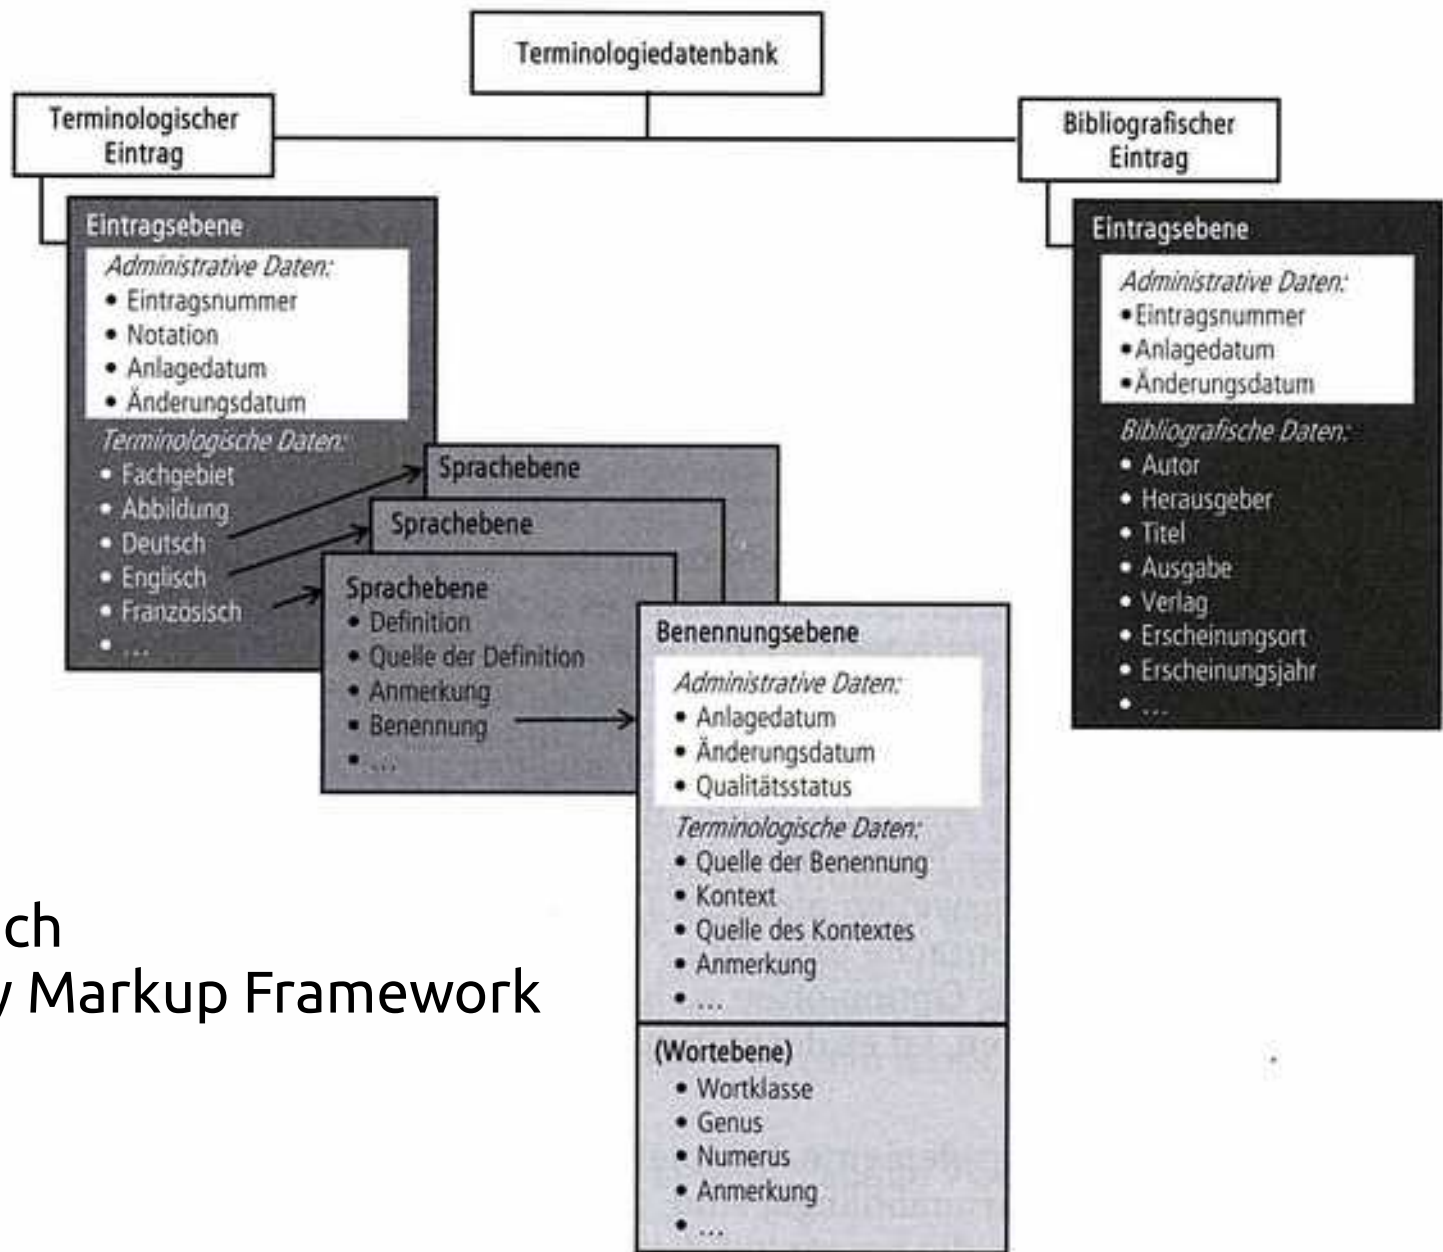 Terminologiedatenbank
Terminologischer
Eintrag
Bibliografischer
Eintrag
Eintragsebene
Administrative Daten:
• Eintragsnummer
• Notation
• Anlagedatum
• Änderungsdatum
Terminologische Daten:
• Fachgebiet
• Abbildung
• Deutsch
• Englisch
• Französisch
• ...
Sprachebene
Sprachebene
Sprachebene
• Definition
• Quelle der Definition
• Anmerkung
• Benennung
• ...
Benennungsebene
Administrative Daten:
• Anlagedatum
• Änderungsdatum
• Qualitätsstatus
Terminologische Daten:
• Quelle der Benennung
• Kontext
• Quelle des Kontextes
• Anmerkung
• ...
(Wortebene)
• Wortklasse
• Genus
• Numerus
• Anmerkung
• ...
Eintragsebene
Administrative Daten:
• Eintragsnummer
• Anlagedatum
• Änderungsdatum
Bibliografische Daten:
• Autor
• Herausgeber
• Titel
• Ausgabe
• Verlag
• Erscheinungsort
• Erscheinungsjahr
• ...
ch
y Markup Framework